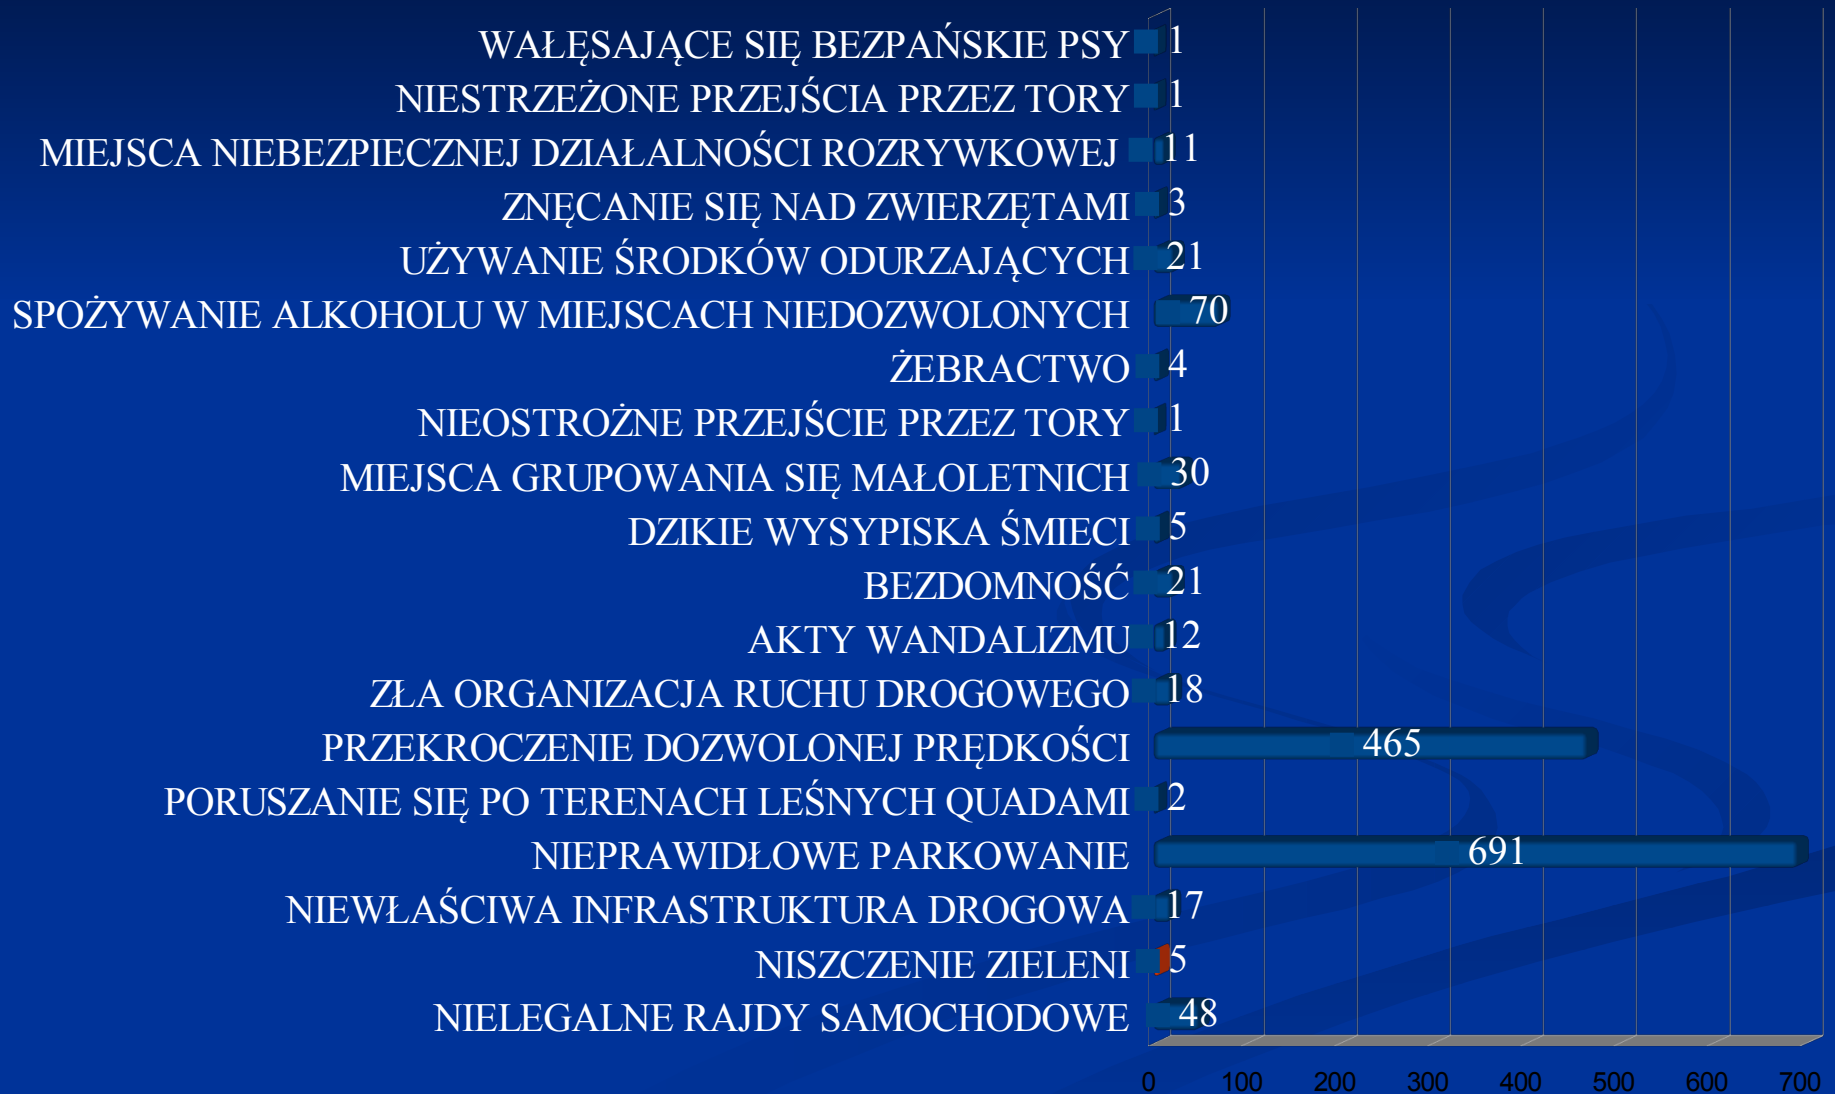 WAŁĘSAJĄCE SIĘ BEZPAŃSKIE PSY 1
NIESTRZEŻONE PRZEJŚCIA PRZEZ TORY 1
MIEJSCA NIEBEZPIECZNEJ DZIAŁALNOŚCI ROZRYWKOWEJ 11
ZNĘCANIE SIĘ NAD ZWIERZĘTAMI 3
UŻYWANIE ŚRODKÓW ODURZAJĄCYCH 21
SPOŻYWANIE ALKOHOLU W MIEJSCACH NIEDOZWOLONYCH 70
ŻEBRACTWO 4
NIEOSTROŻNE PRZEJŚCIE PRZEZ TORY 1
MIEJSCA GRUPOWANIA SIĘ MAŁOLETNICH 30
DZIKIE WYSYPISKA ŚMIECI 5
BEZDOMNOŚĆ 21
AKTY WANDALIZMU 12
ZŁA ORGANIZACJA RUCHU DROGOWEGO 18
PRZEKROCZENIE DOZWOLONEJ PRĘDKOŚCI 465
PORUSZANIE SIĘ PO TERENACH LEŚNYCH QUADAMI 2
NIEPRAWIDŁOWE PARKOWANIE 691
NIEWŁAŚCIWA INFRASTRUKTURA DROGOWA 17
NISZCZENIE ZIELENI 5
NIELEGALNE RAJDY SAMOCHODOWE 48
0 100 200 300 400 500 600 700